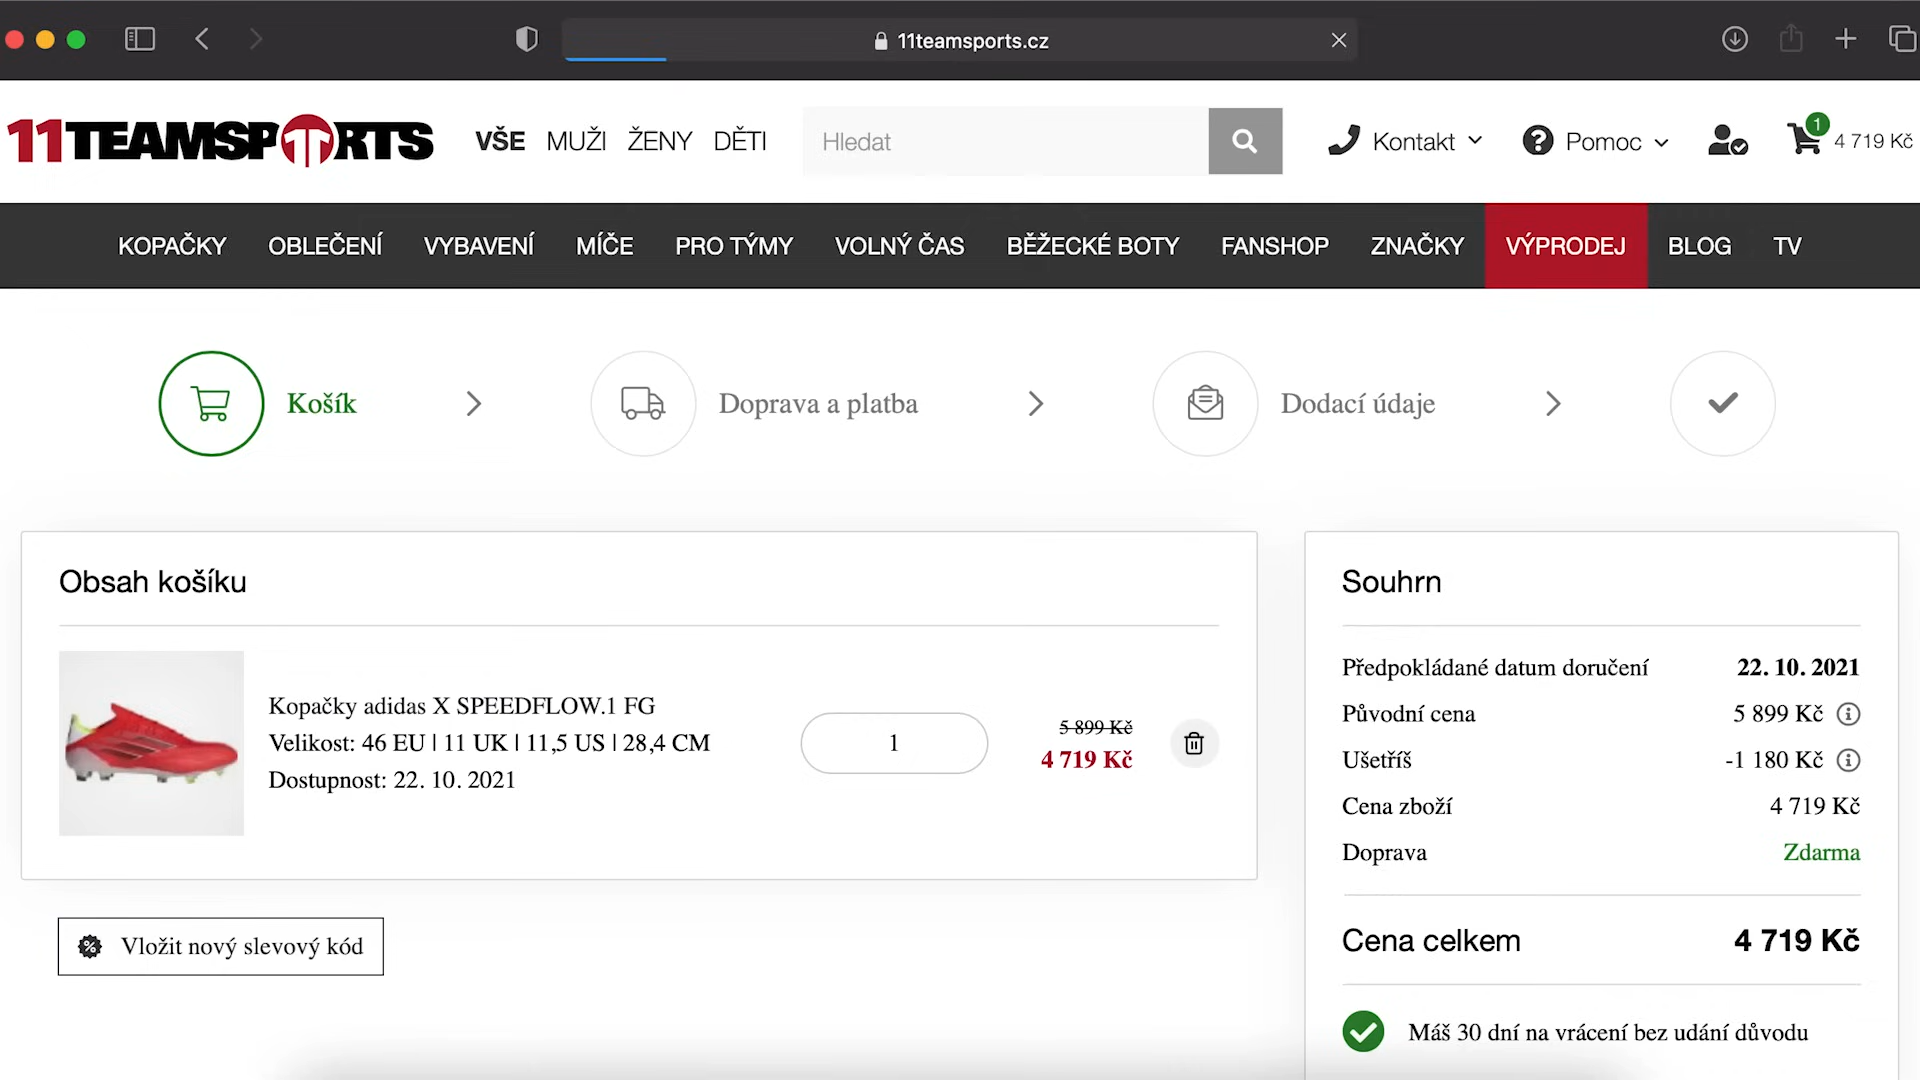 11teamsports.cz
11TEAMSPORTS
VŠE MUŽI ŽENY DĚTI
Hledat
Kontakt
Pomoc
1
4 719 Kč
KOPAČKY OBLEČENÍ VYBAVENÍ MÍČE PRO TÝMY VOLNÝ ČAS BĚŽECKÉ BOTY FANSHOP ZNAČKY VÝPRODEJ BLOG TV
Košík
Doprava a platba
Dodací údaje
Obsah košíku
Kopačky adidas X SPEEDFLOW.1 FG
Velikost: 46 EU | 11 UK | 11,5 US | 28,4 CM
Dostupnost: 22. 10. 2021
1
5 899 Kč
4 719 Kč
Vložit nový slevový kód
Souhrn
Předpokládané datum doručení 22. 10. 2021
Původní cena 5 899 Kč
Ušetříš -1 180 Kč
Cena zboží 4 719 Kč
Doprava Zdarma
Cena celkem 4 719 Kč
Máš 30 dní na vrácení bez udání důvodu